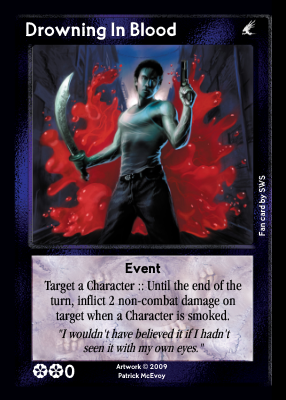 Drowning In Blood
Fan card by SWS
Event
Target a Character :: Until the end of the
turn, inflict 2 non-combat damage on
target when a Character is smoked.
"I wouldn't have believed it if I hadn't
seen it with my own eyes."
0
Artwork © 2009
Patrick McEvoy